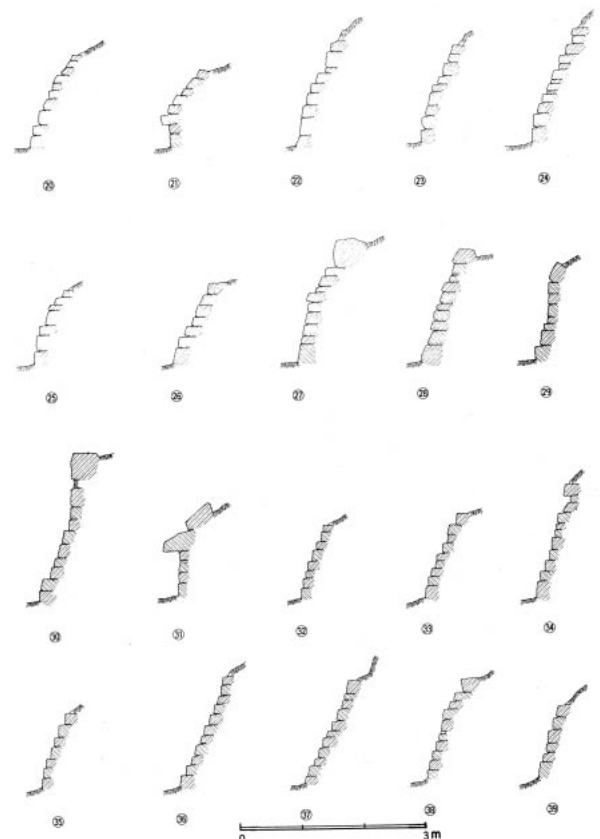 ⑳ ㉑ ㉒ ㉓ ㉔
㉕ ㉖ ㉗ ㉘ ㉙
㉚ ㉛ ㉜ ㉝ ㉞
㉟ ㊱ ㊲ ㊳ ㊴
0 3m